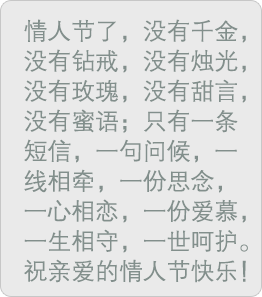 情人节了，没有千金，
没有钻戒，没有烛光，
没有玫瑰，没有甜言，
没有蜜语；只有一条
短信，一句问候，一
线相牵，一份思念，
一心相恋，一份爱慕，
一生相守，一世呵护。
祝亲爱的情人节快乐！